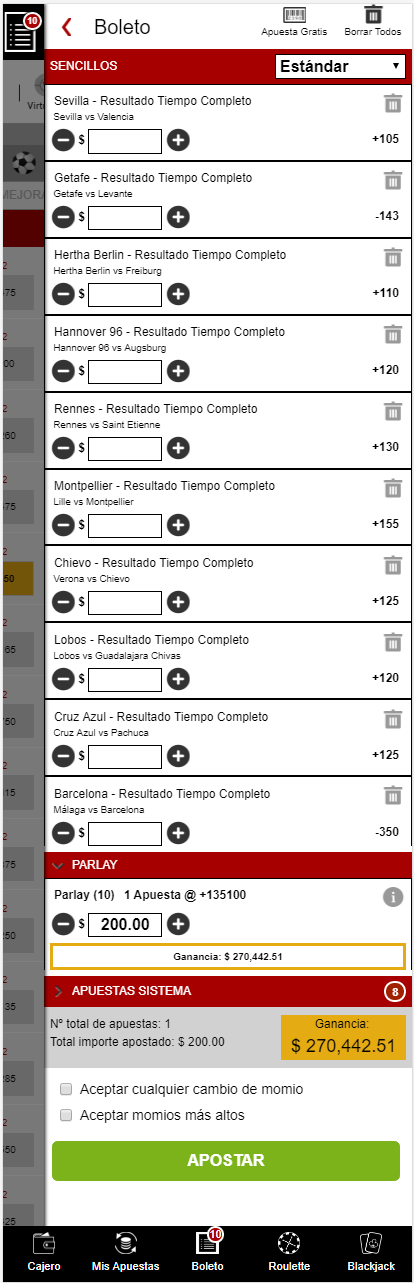 10
Boleto
Apuesta Gratis
Borrar Todos
SENCILLOS
Estándar
Sevilla - Resultado Tiempo Completo
Sevilla vs Valencia
$
+105
Getafe - Resultado Tiempo Completo
Getafe vs Levante
$
-143
Hertha Berlin - Resultado Tiempo Completo
Hertha Berlin vs Freiburg
$
+110
Hannover 96 - Resultado Tiempo Completo
Hannover 96 vs Augsburg
$
+120
Rennes - Resultado Tiempo Completo
Rennes vs Saint Etienne
$
+130
Montpellier - Resultado Tiempo Completo
Lille vs Montpellier
$
+155
Chievo - Resultado Tiempo Completo
Verona vs Chievo
$
+125
Lobos - Resultado Tiempo Completo
Lobos vs Guadalajara Chivas
$
+120
Cruz Azul - Resultado Tiempo Completo
Cruz Azul vs Pachuca
$
+125
Barcelona - Resultado Tiempo Completo
Málaga vs Barcelona
$
-350
PARLAY
Parlay (10) 1 Apuesta @ +135100
$ 200.00
Ganancia: $ 270,442.51
APUESTAS SISTEMA
8
Nº total de apuestas: 1
Total importe apostado: $ 200.00
Ganancia:
$ 270,442.51
Aceptar cualquier cambio de momio
Aceptar momios más altos
APOSTAR
10
Cajero
Mis Apuestas
Boleto
Roulette
Blackjack